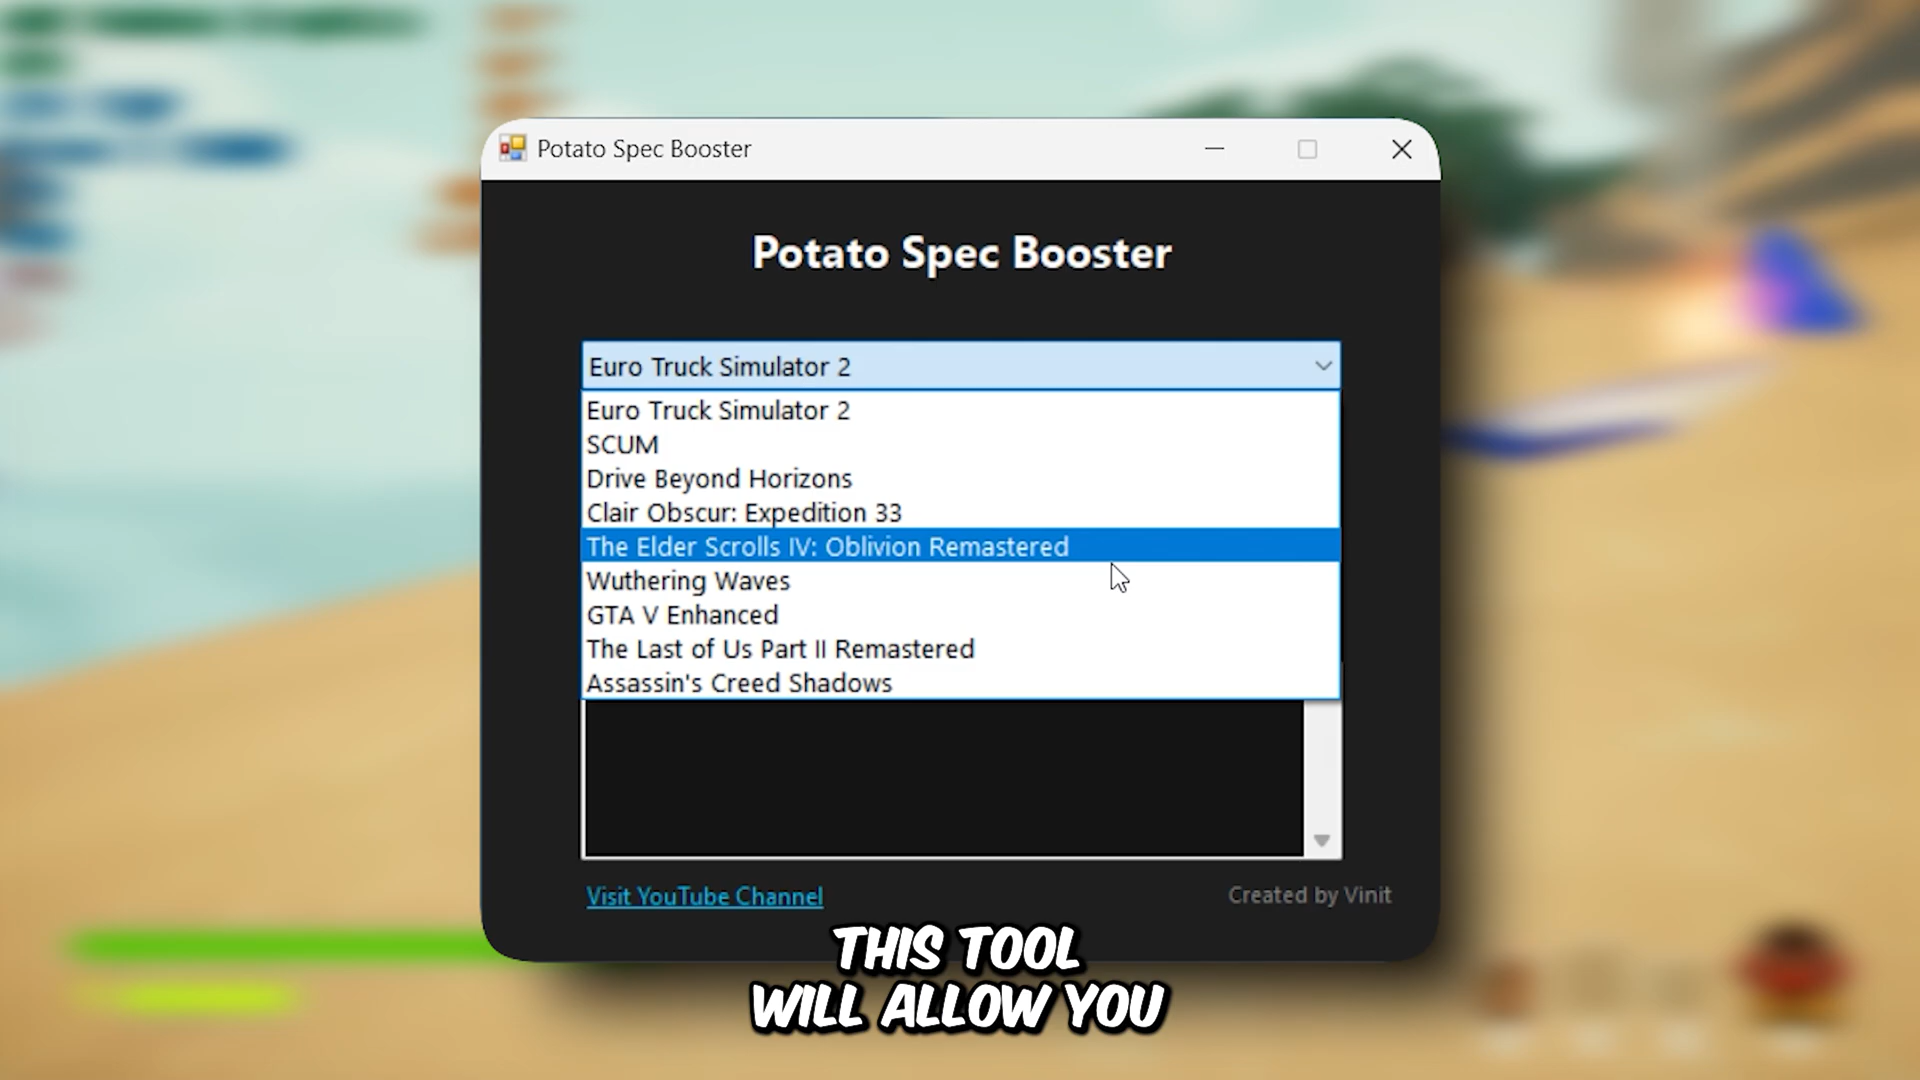 Potato Spec Booster
Potato Spec Booster
Euro Truck Simulator 2
Euro Truck Simulator 2
SCUM
Drive Beyond Horizons
Clair Obscur: Expedition 33
The Elder Scrolls IV: Oblivion Remastered
Wuthering Waves
GTA V Enhanced
The Last of Us Part II Remastered
Assassin's Creed Shadows
Visit YouTube Channel
Created by Vinit
THIS TOOL
WILL ALLOW YOU